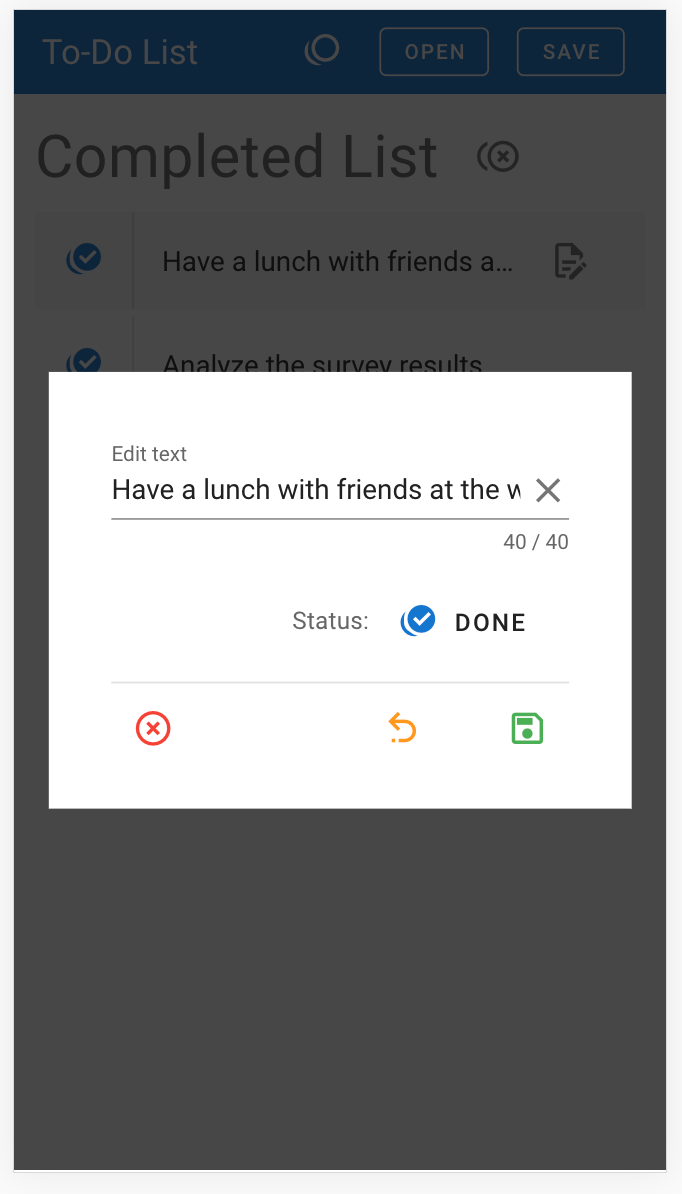 To-Do List OPEN SAVE
Completed List
Have a lunch with friends a...
Analyze the survey results
Edit text
Have a lunch with friends at the w
40 / 40
Status: DONE